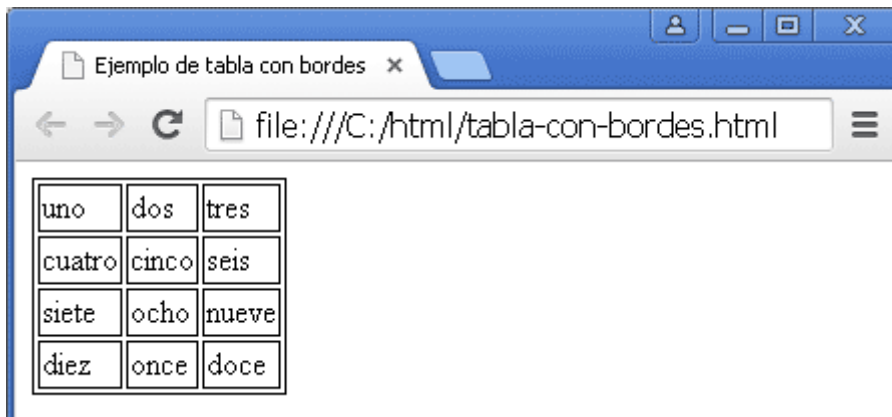 Ejemplo de tabla con bordes
file:///C:/html/tabla-con-bordes.html
uno dos tres
cuatro cinco seis
siete ocho nueve
diez once doce